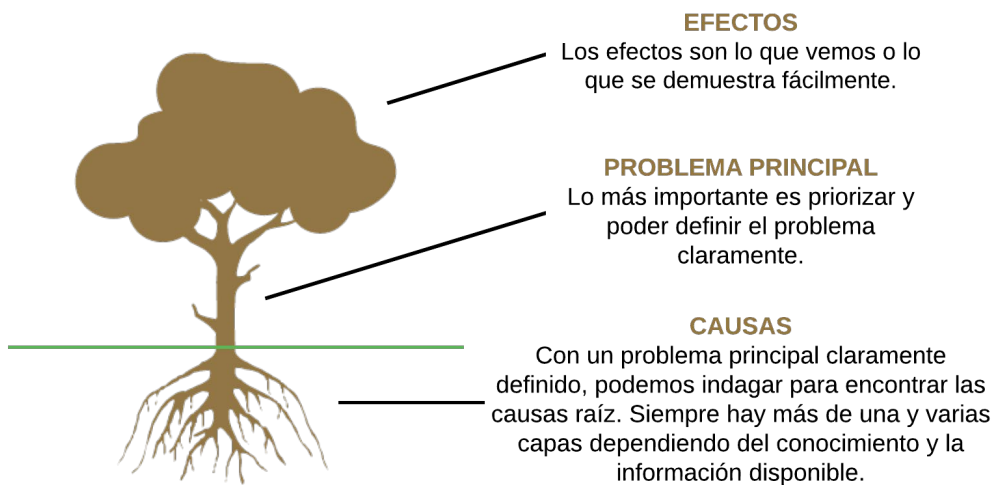 EFECTOS
Los efectos son lo que vemos o lo
que se demuestra fácilmente.
PROBLEMA PRINCIPAL
Lo más importante es priorizar y
poder definir el problema
claramente.
CAUSAS
Con un problema principal claramente
definido, podemos indagar para encontrar las
causas raíz. Siempre hay más de una y varias
capas dependiendo del conocimiento y la
información disponible.